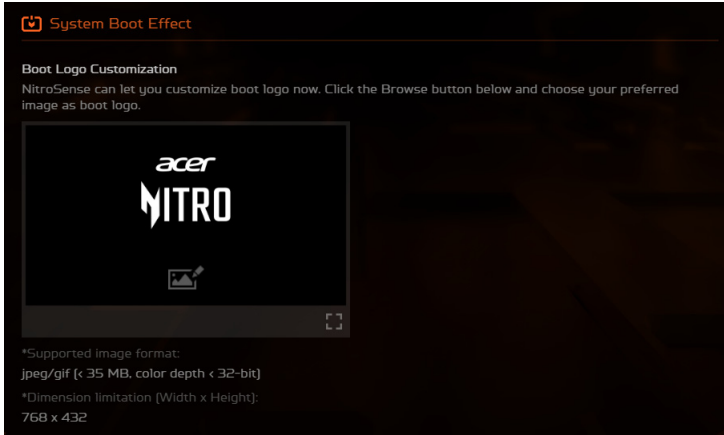 System Boot Effect
Boot Logo Customization
NitroSense can let you customize boot logo now. Click the Browse button below and choose your preferred
image as boot logo.
acer
NITRO
*Supported image format:
jpeg/gif (< 35 MB, color depth < 32-bit)
*Dimension limitation (Width x Height):
768 x 432